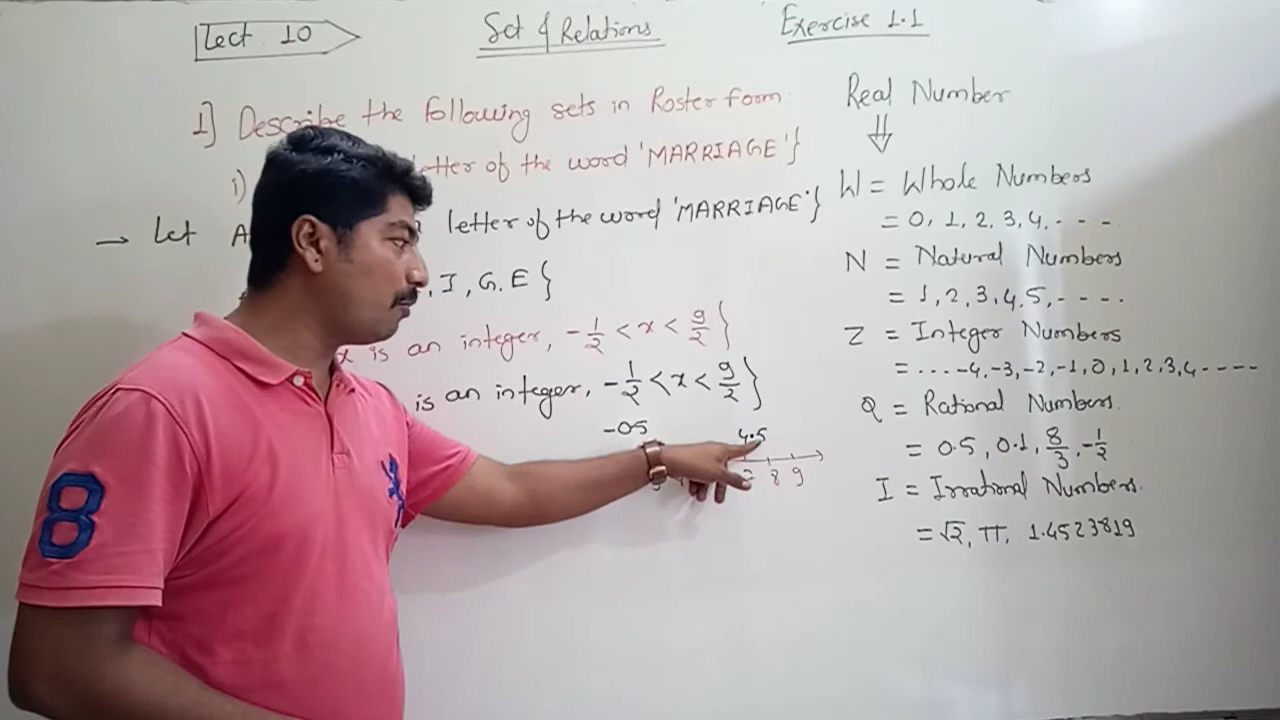 Lect 10
Set & Relations
Exercise 1.1
1] Describe the following sets in Roster form
i) letter of the word 'MARRIAGE'}
→ Let A letter of the word 'MARRIAGE'}
, I, G, E }
x is an integer, -1/2 < x < 9/2 }
is an integer, -1/2 < x < 9/2 }
-0.5 4.5
8 9
Real Number
⇓
W = Whole Numbers
= 0, 1, 2, 3, 4, - - -
N = Natural Numbers
= 1, 2, 3, 4, 5, - - - -
Z = Integer Numbers
= .... -4, -3, -2, -1, 0, 1, 2, 3, 4 - - - -
Q = Rational Numbers
= 0.5, 0.1, 8/3, -1/2
I = Irrational Numbers.
= √2, π, 1.4523819
8